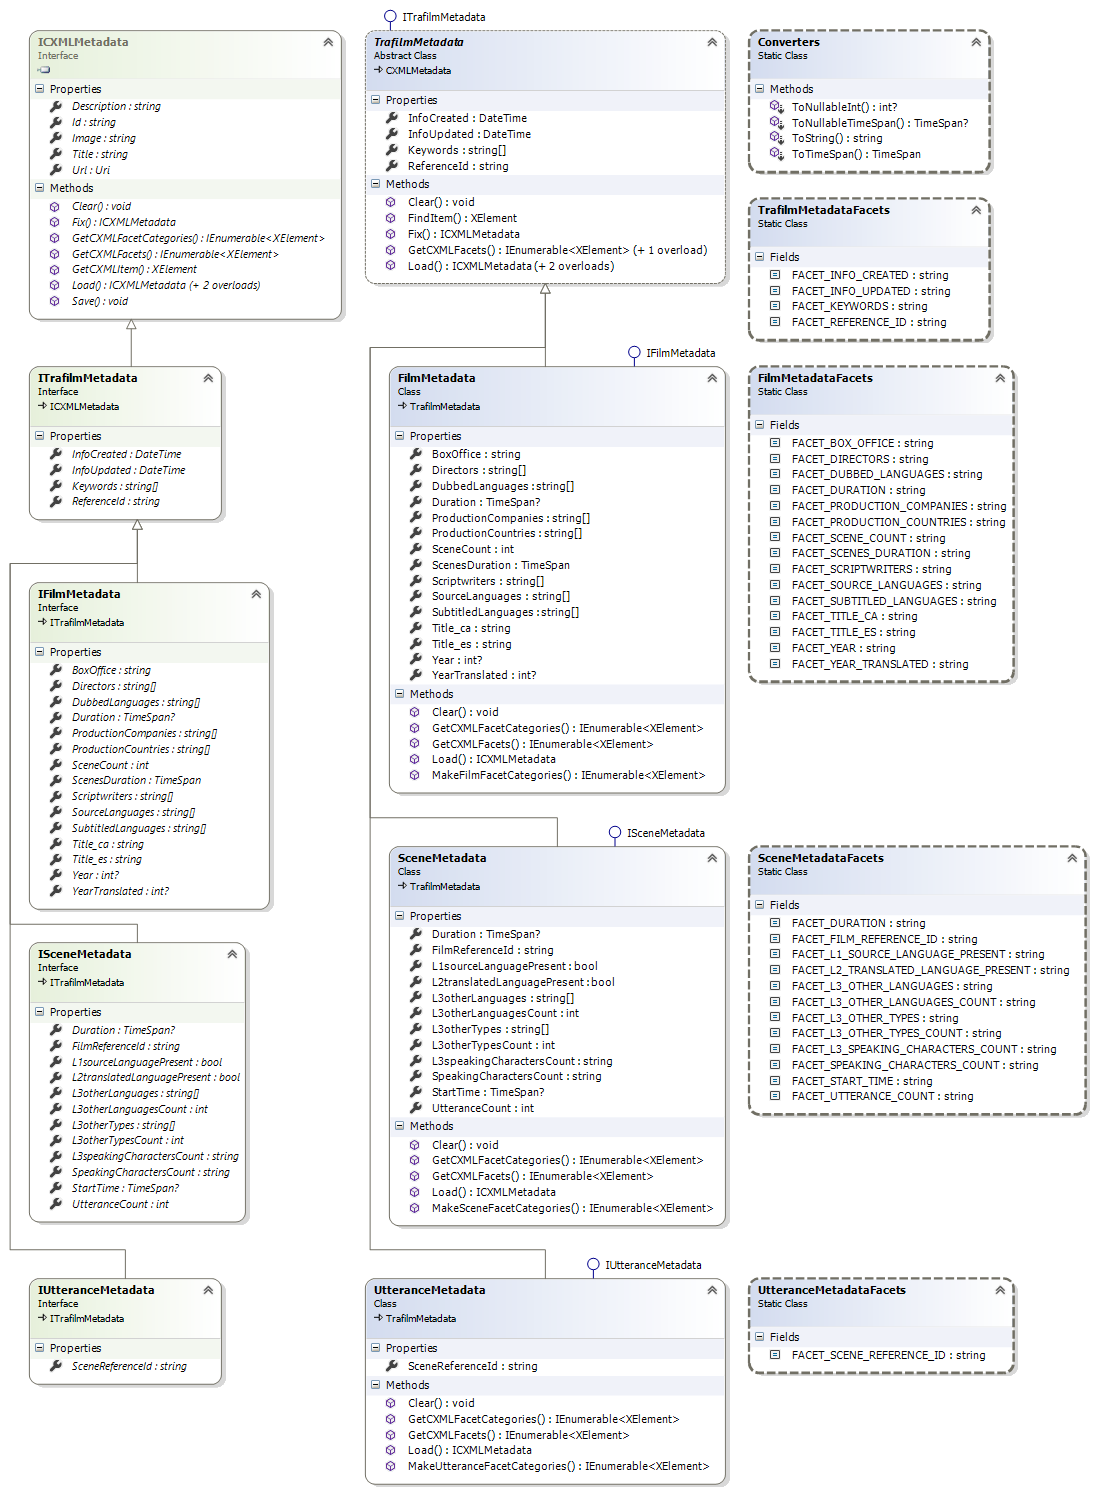 ICXMLMetadata
Interface
Properties
Description : string
Id : string
Image : string
Title : string
Url : Uri
Methods
Clear() : void
Fix() : ICXMLMetadata
GetCXMLFacetCategories() : IEnumerable<XElement>
GetCXMLFacets() : IEnumerable<XElement>
GetCXMLItem() : XElement
Load() : ICXMLMetadata (+ 2 overloads)
Save() : void
ITrafilmMetadata
Interface
ICXMLMetadata
Properties
InfoCreated : DateTime
InfoUpdated : DateTime
Keywords : string[]
ReferenceId : string
IFilmMetadata
Interface
ITrafilmMetadata
Properties
BoxOffice : string
Directors : string[]
DubbedLanguages : string[]
Duration : TimeSpan?
ProductionCompanies : string[]
ProductionCountries : string[]
SceneCount : int
ScenesDuration : TimeSpan
Scriptwriters : string[]
SourceLanguages : string[]
SubtitledLanguages : string[]
Title_ca : string
Title_es : string
Year : int?
YearTranslated : int?
ISceneMetadata
Interface
ITrafilmMetadata
Properties
Duration : TimeSpan?
FilmReferenceId : string
L1sourceLanguagePresent : bool
L2translatedLanguagePresent : bool
L3otherLanguages : string[]
L3otherLanguagesCount : int
L3otherTypes : string[]
L3otherTypesCount : int
L3speakingCharactersCount : string
SpeakingCharactersCount : string
StartTime : TimeSpan?
UtteranceCount : int
IUtteranceMetadata
Interface
ITrafilmMetadata
Properties
SceneReferenceId : string
ITrafilmMetadata
TrafilmMetadata
Abstract Class
CXMLMetadata
Properties
InfoCreated : DateTime
InfoUpdated : DateTime
Keywords : string[]
ReferenceId : string
Methods
Clear() : void
FindItem() : XElement
Fix() : ICXMLMetadata
GetCXMLFacets() : IEnumerable<XElement> (+ 1 overload)
Load() : ICXMLMetadata (+ 2 overloads)
IFilmMetadata
FilmMetadata
Class
TrafilmMetadata
Properties
BoxOffice : string
Directors : string[]
DubbedLanguages : string[]
Duration : TimeSpan?
ProductionCompanies : string[]
ProductionCountries : string[]
SceneCount : int
ScenesDuration : TimeSpan
Scriptwriters : string[]
SourceLanguages : string[]
SubtitledLanguages : string[]
Title_ca : string
Title_es : string
Year : int?
YearTranslated : int?
Methods
Clear() : void
GetCXMLFacetCategories() : IEnumerable<XElement>
GetCXMLFacets() : IEnumerable<XElement>
Load() : ICXMLMetadata
MakeFilmFacetCategories() : IEnumerable<XElement>
ISceneMetadata
SceneMetadata
Class
TrafilmMetadata
Properties
Duration : TimeSpan?
FilmReferenceId : string
L1sourceLanguagePresent : bool
L2translatedLanguagePresent : bool
L3otherLanguages : string[]
L3otherLanguagesCount : int
L3otherTypes : string[]
L3otherTypesCount : int
L3speakingCharactersCount : string
SpeakingCharactersCount : string
StartTime : TimeSpan?
UtteranceCount : int
Methods
Clear() : void
GetCXMLFacetCategories() : IEnumerable<XElement>
GetCXMLFacets() : IEnumerable<XElement>
Load() : ICXMLMetadata
MakeSceneFacetCategories() : IEnumerable<XElement>
IUtteranceMetadata
UtteranceMetadata
Class
TrafilmMetadata
Properties
SceneReferenceId : string
Methods
Clear() : void
GetCXMLFacetCategories() : IEnumerable<XElement>
GetCXMLFacets() : IEnumerable<XElement>
Load() : ICXMLMetadata
MakeUtteranceFacetCategories() : IEnumerable<XElement>
Converters
Static Class
Methods
ToNullableInt() : int?
ToNullableTimeSpan() : TimeSpan?
ToString() : string
ToTimeSpan() : TimeSpan
TrafilmMetadataFacets
Static Class
Fields
FACET_INFO_CREATED : string
FACET_INFO_UPDATED : string
FACET_KEYWORDS : string
FACET_REFERENCE_ID : string
FilmMetadataFacets
Static Class
Fields
FACET_BOX_OFFICE : string
FACET_DIRECTORS : string
FACET_DUBBED_LANGUAGES : string
FACET_DURATION : string
FACET_PRODUCTION_COMPANIES : string
FACET_PRODUCTION_COUNTRIES : string
FACET_SCENE_COUNT : string
FACET_SCENES_DURATION : string
FACET_SCRIPTWRITERS : string
FACET_SOURCE_LANGUAGES : string
FACET_SUBTITLED_LANGUAGES : string
FACET_TITLE_CA : string
FACET_TITLE_ES : string
FACET_YEAR : string
FACET_YEAR_TRANSLATED : string
SceneMetadataFacets
Static Class
Fields
FACET_DURATION : string
FACET_FILM_REFERENCE_ID : string
FACET_L1_SOURCE_LANGUAGE_PRESENT : string
FACET_L2_TRANSLATED_LANGUAGE_PRESENT : string
FACET_L3_OTHER_LANGUAGES : string
FACET_L3_OTHER_LANGUAGES_COUNT : string
FACET_L3_OTHER_TYPES : string
FACET_L3_OTHER_TYPES_COUNT : string
FACET_L3_SPEAKING_CHARACTERS_COUNT : string
FACET_SPEAKING_CHARACTERS_COUNT : string
FACET_START_TIME : string
FACET_UTTERANCE_COUNT : string
UtteranceMetadataFacets
Static Class
Fields
FACET_SCENE_REFERENCE_ID : string